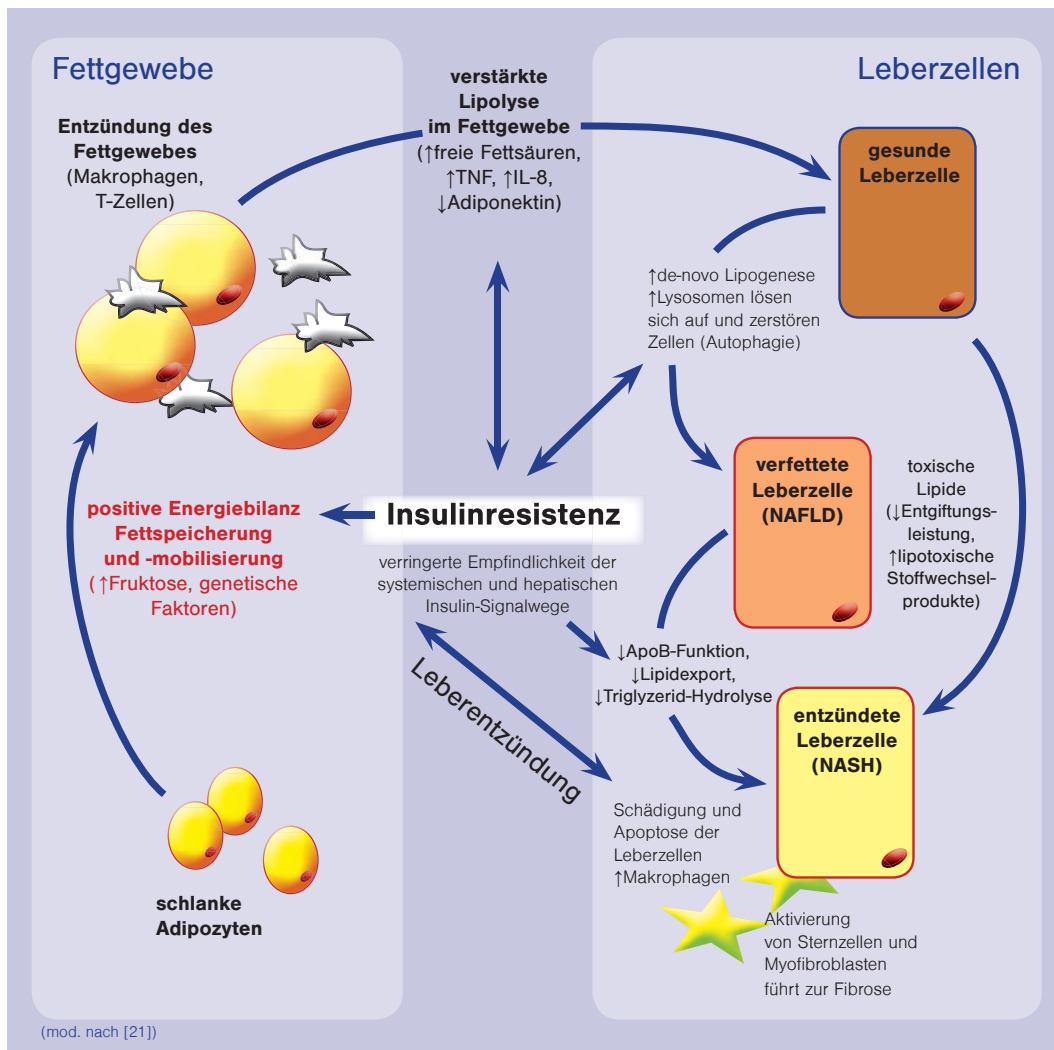 Fettgewebe
Entzündung des
Fettgewebes
(Makrophagen,
T-Zellen)
verstärkte
Lipolyse
im Fettgewebe
(↑freie Fettsäuren,
↑TNF, ↑IL-8,
↓Adiponektin)
Leberzellen
gesunde
Leberzelle
↑de-novo Lipogenese
↑Lysosomen lösen
sich auf und zerstören
Zellen (Autophagie)
verfettete
Leberzelle
(NAFLD)
toxische
Lipide
(↓Entgiftungs-
leistung,
↑lipotoxische
Stoffwechsel-
produkte)
positive Energiebilanz
Fettspeicherung
und -mobilisierung
(↑Fruktose, genetische
Faktoren)
Insulinresistenz
verringerte Empfindlichkeit der
systemischen und hepatischen
Insulin-Signalwege
↓ApoB-Funktion,
↓Lipidexport,
↓Triglyzerid-Hydrolyse
Leberentzündung
entzündete
Leberzelle
(NASH)
Schädigung und
Apoptose der
Leberzellen
↑Makrophagen
Aktivierung
von Sternzellen und
Myofibroblasten
führt zur Fibrose
schlanke
Adipozyten
(mod. nach [21])